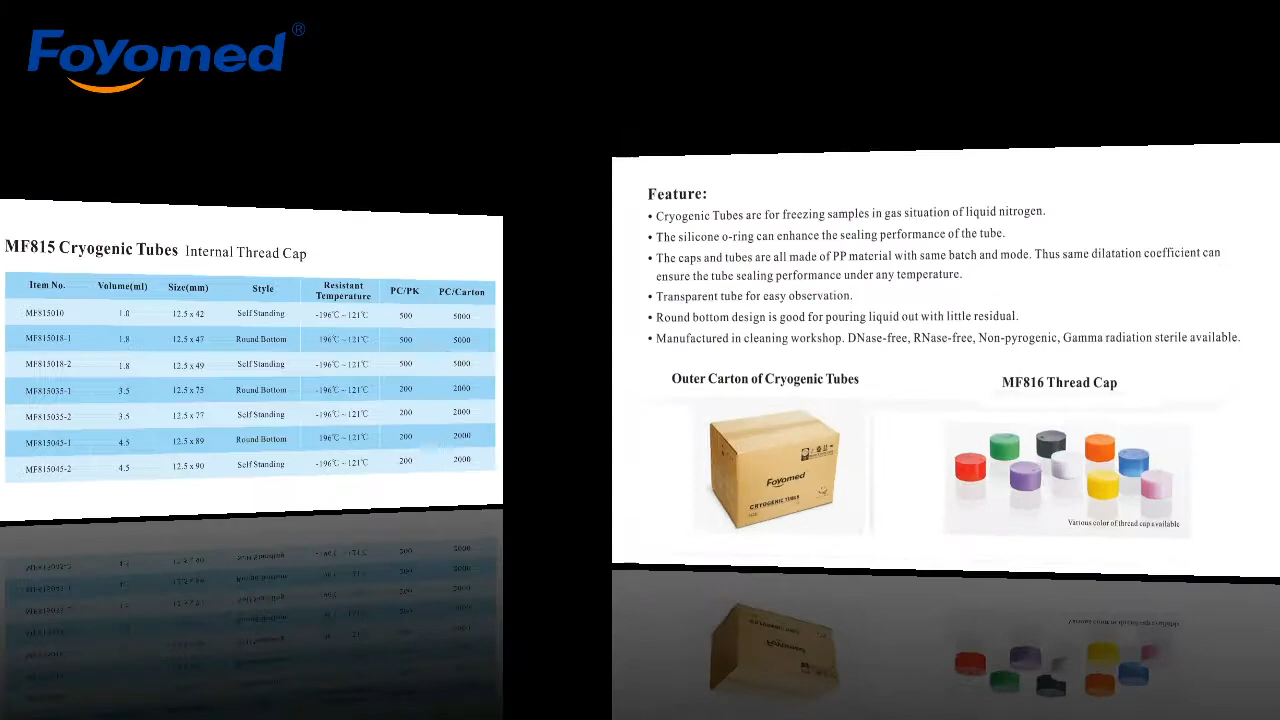 Foyomed®
MF815 Cryogenic Tubes Internal Thread Cap
Item No. Volume(ml) Size(mm) Style Resistant Temperature PC/PK PC/Carton
MF815010 1.0 12.5 x 42 Self Standing -196℃ ~ 121℃ 500 5000
MF815018-1 1.8 12.5 x 47 Round Bottom 196℃ ~ 121℃ 500 5000
MF815018-2 1.8 12.5 x 49 Self Standing -196℃ ~ 121℃ 500 5000
MF815035-1 3.5 12.5 x 75 Round Bottom -196℃ ~ 121℃ 200 2000
MF815035-2 3.5 12.5 x 77 Self Standing -196℃ ~ 121℃ 200 2000
MF815045-1 4.5 12.5 x 89 Round Bottom 196℃ ~ 121℃ 200 2000
MF815045-2 4.5 12.5 x 90 Self Standing -196℃ ~ 121℃ 200 2000
Feature:
• Cryogenic Tubes are for freezing samples in gas situation of liquid nitrogen.
• The silicone o-ring can enhance the sealing performance of the tube.
• The caps and tubes are all made of PP material with same batch and mode. Thus same dilatation coefficient can
ensure the tube sealing performance under any temperature.
• Transparent tube for easy observation.
• Round bottom design is good for pouring liquid out with little residual.
• Manufactured in cleaning workshop. DNase-free, RNase-free, Non-pyrogenic, Gamma radiation sterile available.
Outer Carton of Cryogenic Tubes
Foyomed
CRYOGENIC TUBES
MF816 Thread Cap
Various color of thread cap available